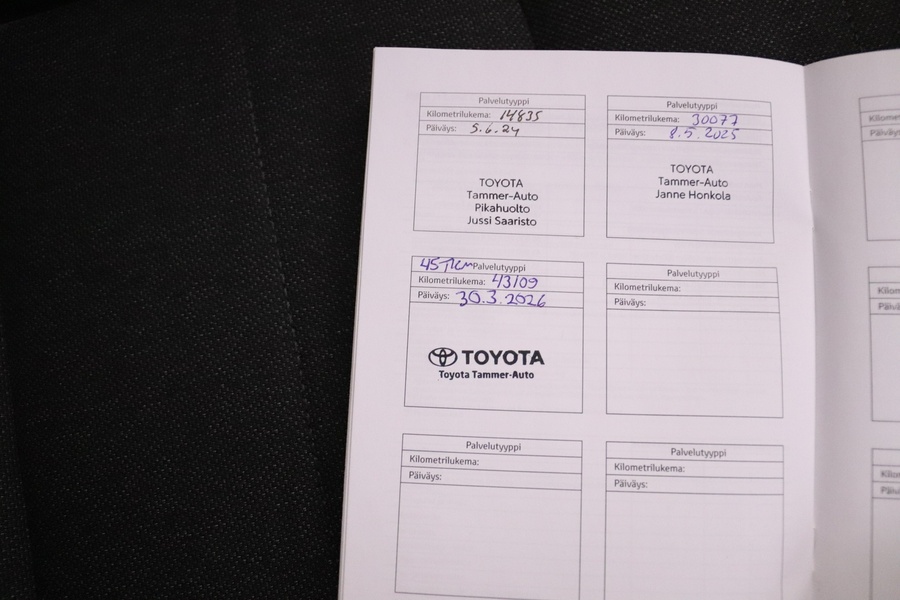 Palvelutyyppi
Kilometrilukema: 14835
Päiväys: 5.6.24
TOYOTA
Tammer-Auto
Pikahuolto
Jussi Saaristo
Palvelutyyppi
Kilometrilukema: 30077
Päiväys: 8.5.2025
TOYOTA
Tammer-Auto
Janne Honkola
45Tkm Palvelutyyppi
Kilometrilukema: 43109
Päiväys: 30.3.2026
TOYOTA
Toyota Tammer-Auto
Palvelutyyppi
Kilometrilukema:
Päiväys:
Palvelutyyppi
Kilometrilukema:
Päiväys:
Palvelutyyppi
Kilometrilukema:
Päiväys: